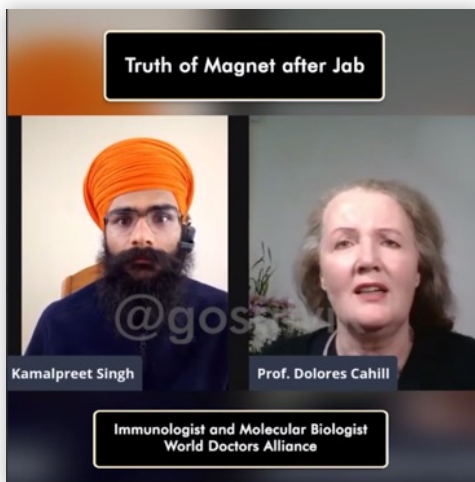 Truth of Magnet after Jab
Kamalpreet Singh
Prof. Dolores Cahill
Immunologist and Molecular Biologist
World Doctors Alliance